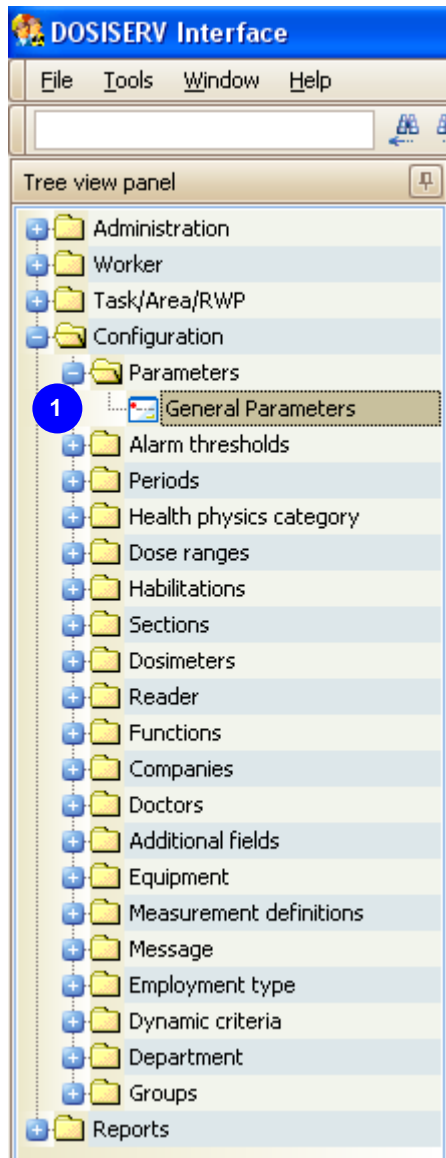 DOSISERV Interface
File Tools Window Help
Tree view panel
Administration
Worker
Task/Area/RWP
Configuration
Parameters
1 General Parameters
Alarm thresholds
Periods
Health physics category
Dose ranges
Habilitations
Sections
Dosimeters
Reader
Functions
Companies
Doctors
Additional fields
Equipment
Measurement definitions
Message
Employment type
Dynamic criteria
Department
Groups
Reports